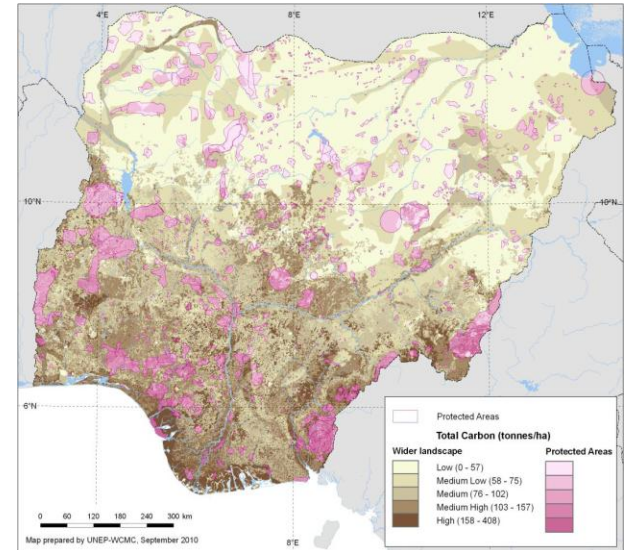 4°E
8°E
12°E
10°N
10°N
6°N
Protected Areas
Total Carbon (tonnes/ha)
Wider landscape
Protected Areas
Low (0 - 57)
Medium Low (58 - 75)
Medium (76 - 102)
Medium High (103 - 157)
High (158 - 408)
0 60 120 180 240 300 km
Map prepared by UNEP-WCMC, September 2010
8°E